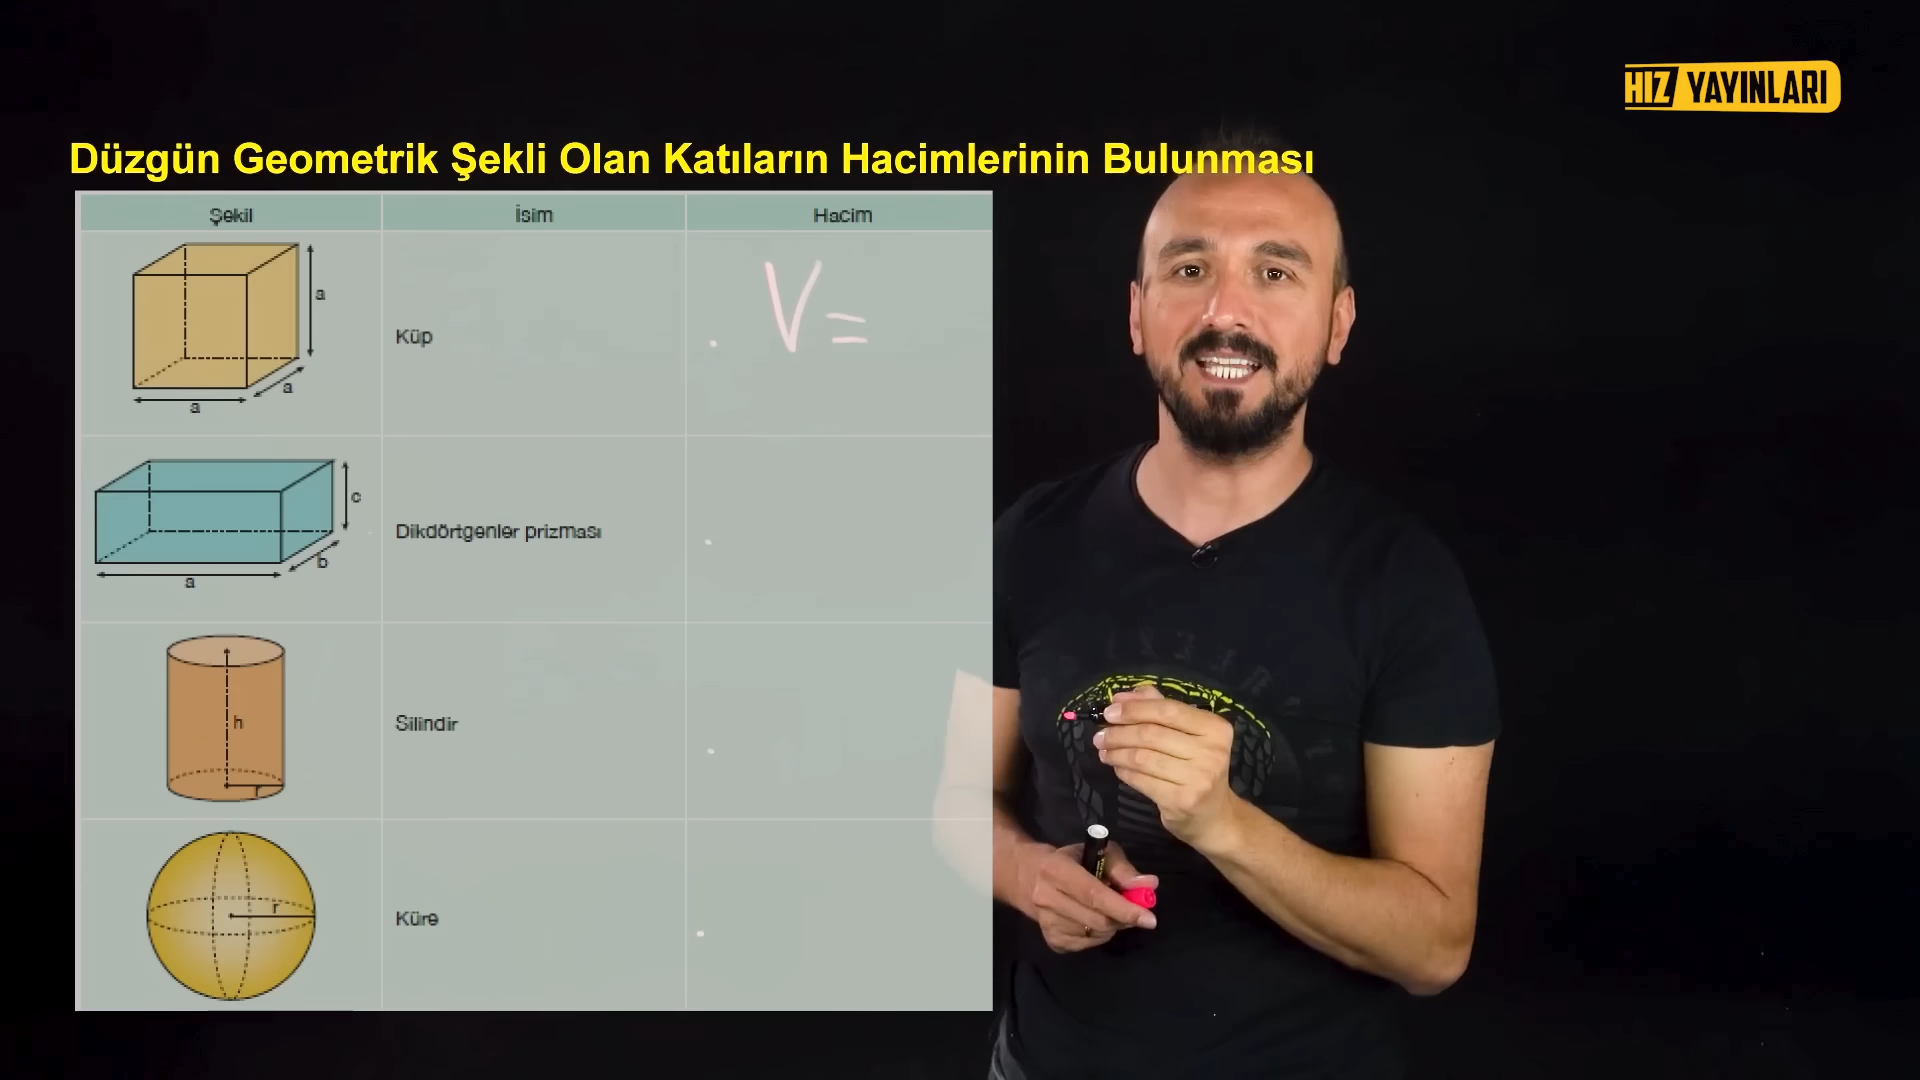 HIZ YAYINLARI
Düzgün Geometrik Şekli Olan Katıların Hacimlerinin Bulunması
Şekil İsim Hacim
a
a
a
Küp
V =
c
b
a
Dikdörtgenler prizması
h
r
Silindir
r
Küre